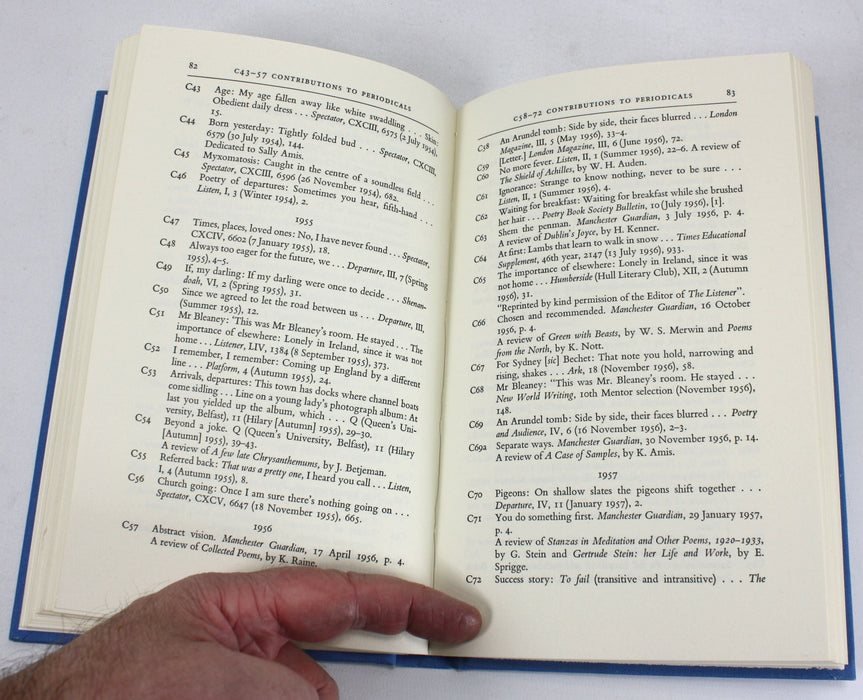 82
C43–57 CONTRIBUTIONS TO PERIODICALS
C43 Age: My age fallen away like white swaddling . . . Skin:
Obedient daily dress . . . Spectator, CXCIII, 6575 (2 July 1954),
15.
C44 Born yesterday: Tightly folded bud . . . Spectator, CXCIII,
6579 (30 July 1954), 144.
Dedicated to Sally Amis.
C45 Myxomatosis: Caught in the centre of a soundless field . . .
Spectator, CXCIII, 6596 (26 November 1954), 682.
C46 Poetry of departures: Sometimes you hear, fifth-hand . . .
Listen, I, 3 (Winter 1954), 2.
1955
C47 Times, places, loved ones: No, I have never found . . . Spectator,
CXCIV, 6602 (7 January 1955), 18.
C48 Always too eager for the future, we . . . Departure, III, 7 (Spring
1955), 4–5.
C49 If, my darling: If my darling were once to decide . . . Shenan-
doah, VI, 2 (Spring 1955), 31.
C50 Since we agreed to let the road between us . . . Departure, III,
(Summer 1955), 12.
C51 Mr Bleaney: 'This was Mr Bleaney's room. He stayed . . . The
importance of elsewhere: Lonely in Ireland, since it was not
home . . . Listener, LIV, 1384 (8 September 1955), 373.
C52 I remember, I remember: Coming up England by a different
line . . . Platform, 4 (Autumn 1955), 24.
C53 Arrivals, departures: This town has docks where channel boats
come sidling . . . Line on a young lady's photograph album: At
last you yielded up the album, which . . . Q (Queen's Uni-
versity, Belfast), 11 (Hilary [Autumn] 1955), 29–30.
C54 Beyond a joke. Q (Queen's University, Belfast), 11 (Hilary
[Autumn] 1955), 39–43.
A review of A few late Chrysanthemums, by J. Betjeman.
C55 Referred back: That was a pretty one, I heard you call . . . Listen,
I, 4 (Autumn 1955), 8.
C56 Church going: Once I am sure there's nothing going on . . .
Spectator, CXCV, 6647 (18 November 1955), 665.
1956
C57 Abstract vision. Manchester Guardian, 17 April 1956, p. 4.
A review of Collected Poems, by K. Raine.
C58–72 CONTRIBUTIONS TO PERIODICALS
83
C58 An Arundel tomb: Side by side, their faces blurred . . . London
Magazine, III, 5 (May 1956), 33–4.
C59 [Letter.] London Magazine, III, 6 (June 1956), 72.
C60 No more fever. Listen, II, 1 (Summer 1956), 22–6. A review of
The Shield of Achilles, by W. H. Auden.
C61 Ignorance: Strange to know nothing, never to be sure . . .
Listen, II, 1 (Summer 1956), 4.
C62 Waiting for breakfast: Waiting for breakfast while she brushed
her hair . . . Poetry Book Society Bulletin, 10 (July 1956), [1].
C63 Shem the penman. Manchester Guardian, 3 July 1956, p. 4.
A review of Dublin's Joyce, by H. Kenner.
C64 At first: Lambs that learn to walk in snow . . . Times Educational
Supplement, 46th year, 2147 (13 July 1956), 933.
C65 The importance of elsewhere: Lonely in Ireland, since it was
not home . . . Humberside (Hull Literary Club), XII, 2 (Autumn
1956), 31.
"Reprinted by kind permission of the Editor of The Listener".
C66 Chosen and recommended. Manchester Guardian, 16 October
1956, p. 4.
A review of Green with Beasts, by W. S. Merwin and Poems
from the North, by K. Nott.
C67 For Sydney [sic] Bechet: That note you hold, narrowing and
rising, shakes . . . Ark, 18 (November 1956), 58.
C68 Mr Bleaney: "This was Mr. Bleaney's room. He stayed . . .
New World Writing, 10th Mentor selection (November 1956),
148.
C69 An Arundel tomb: Side by side, their faces blurred . . . Poetry
and Audience, IV, 6 (16 November 1956), 2–3.
C69a Separate ways. Manchester Guardian, 30 November 1956, p. 14.
A review of A Case of Samples, by K. Amis.
1957
C70 Pigeons: On shallow slates the pigeons shift together . . .
Departure, IV, 11 (January 1957), 2.
C71 You do something first. Manchester Guardian, 29 January 1957,
p. 4.
A review of Stanzas in Meditation and Other Poems, 1920–1933,
by G. Stein and Gertrude Stein: her Life and Work, by E.
Sprigge.
C72 Success story: To fail (transitive and intransitive) . . . The